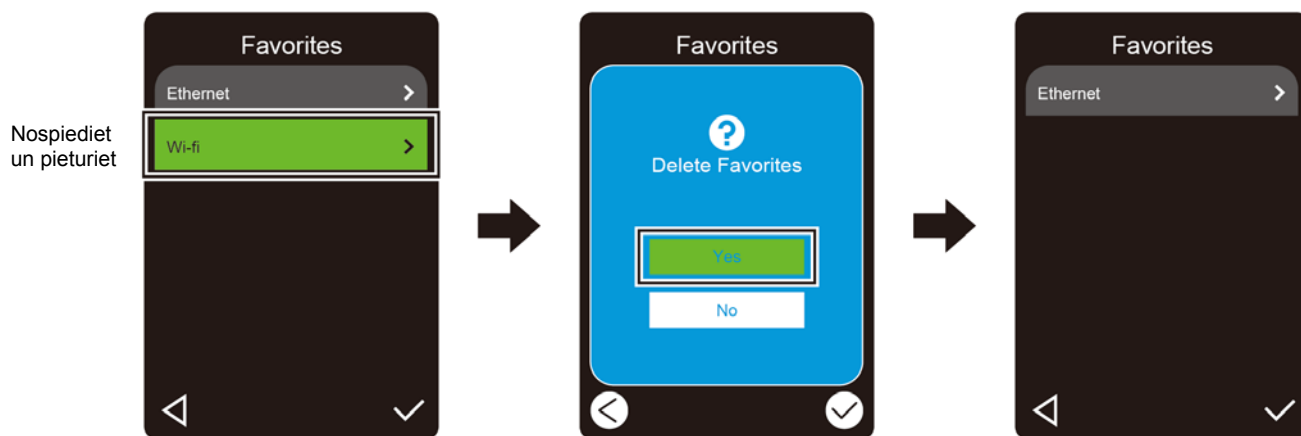 Nospiediet
un pieturiet
Favorites
Ethernet
Wi-fi
Favorites
Delete Favorites
Yes
No
Favorites
Ethernet